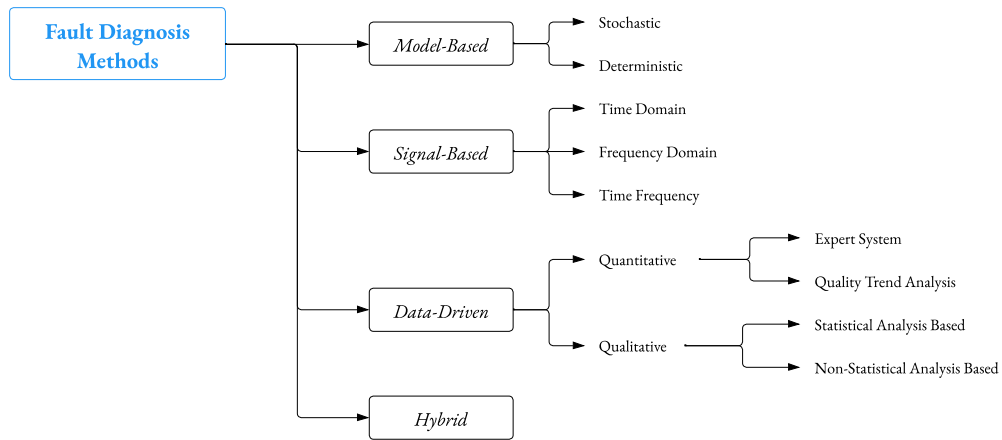 Fault Diagnosis
Methods
Model-Based
Stochastic
Deterministic
Signal-Based
Time Domain
Frequency Domain
Time Frequency
Data-Driven
Quantitative
Expert System
Quality Trend Analysis
Qualitative
Statistical Analysis Based
Non-Statistical Analysis Based
Hybrid